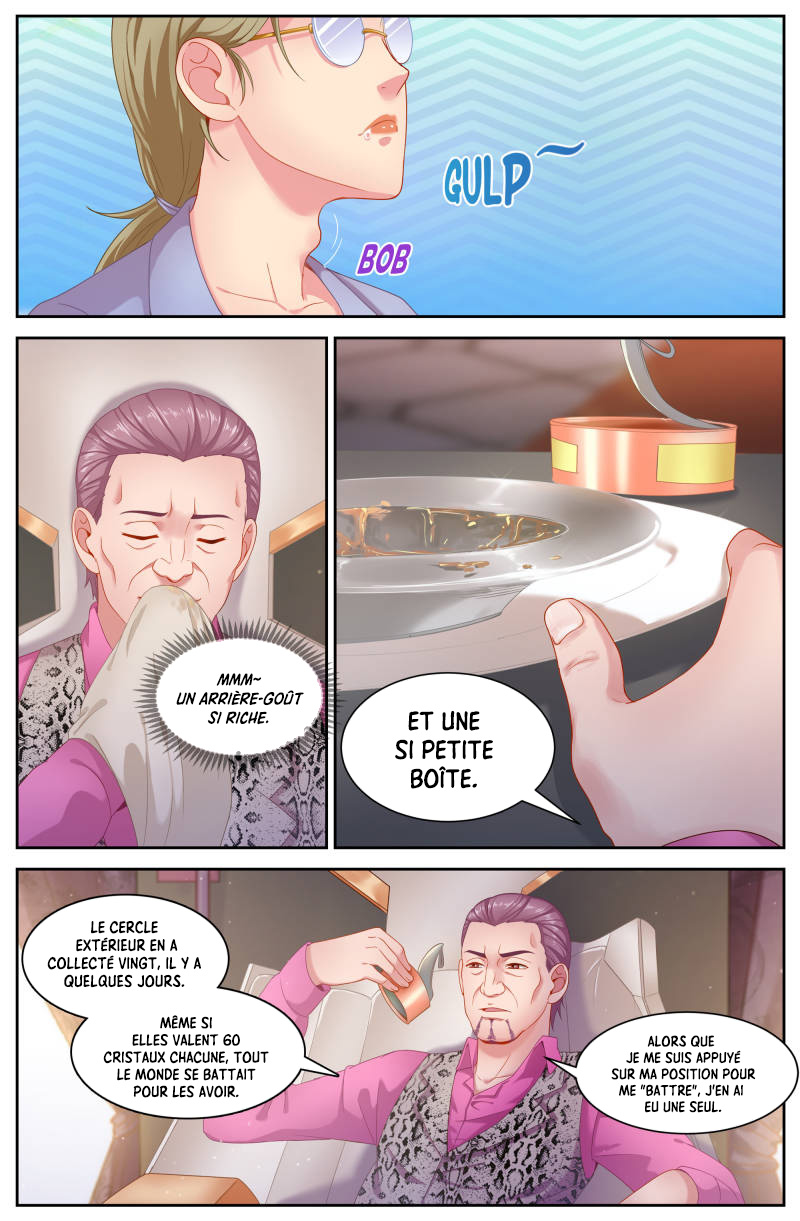 GULP~
BOB
MMM~
UN ARRIÈRE-GOÛT
SI RICHE.
ET UNE
SI PETITE
BOÎTE.
LE CERCLE
EXTÉRIEUR EN A
COLLECTÉ VINGT, IL Y A
QUELQUES JOURS.
MÊME SI
ELLES VALENT 60
CRISTAUX CHACUNE, TOUT
LE MONDE SE BATTAIT
POUR LES AVOIR.
ALORS QUE
JE ME SUIS APPUYÉ
SUR MA POSITION POUR
ME "BATTRE", J'EN AI
EU UNE SEUL.